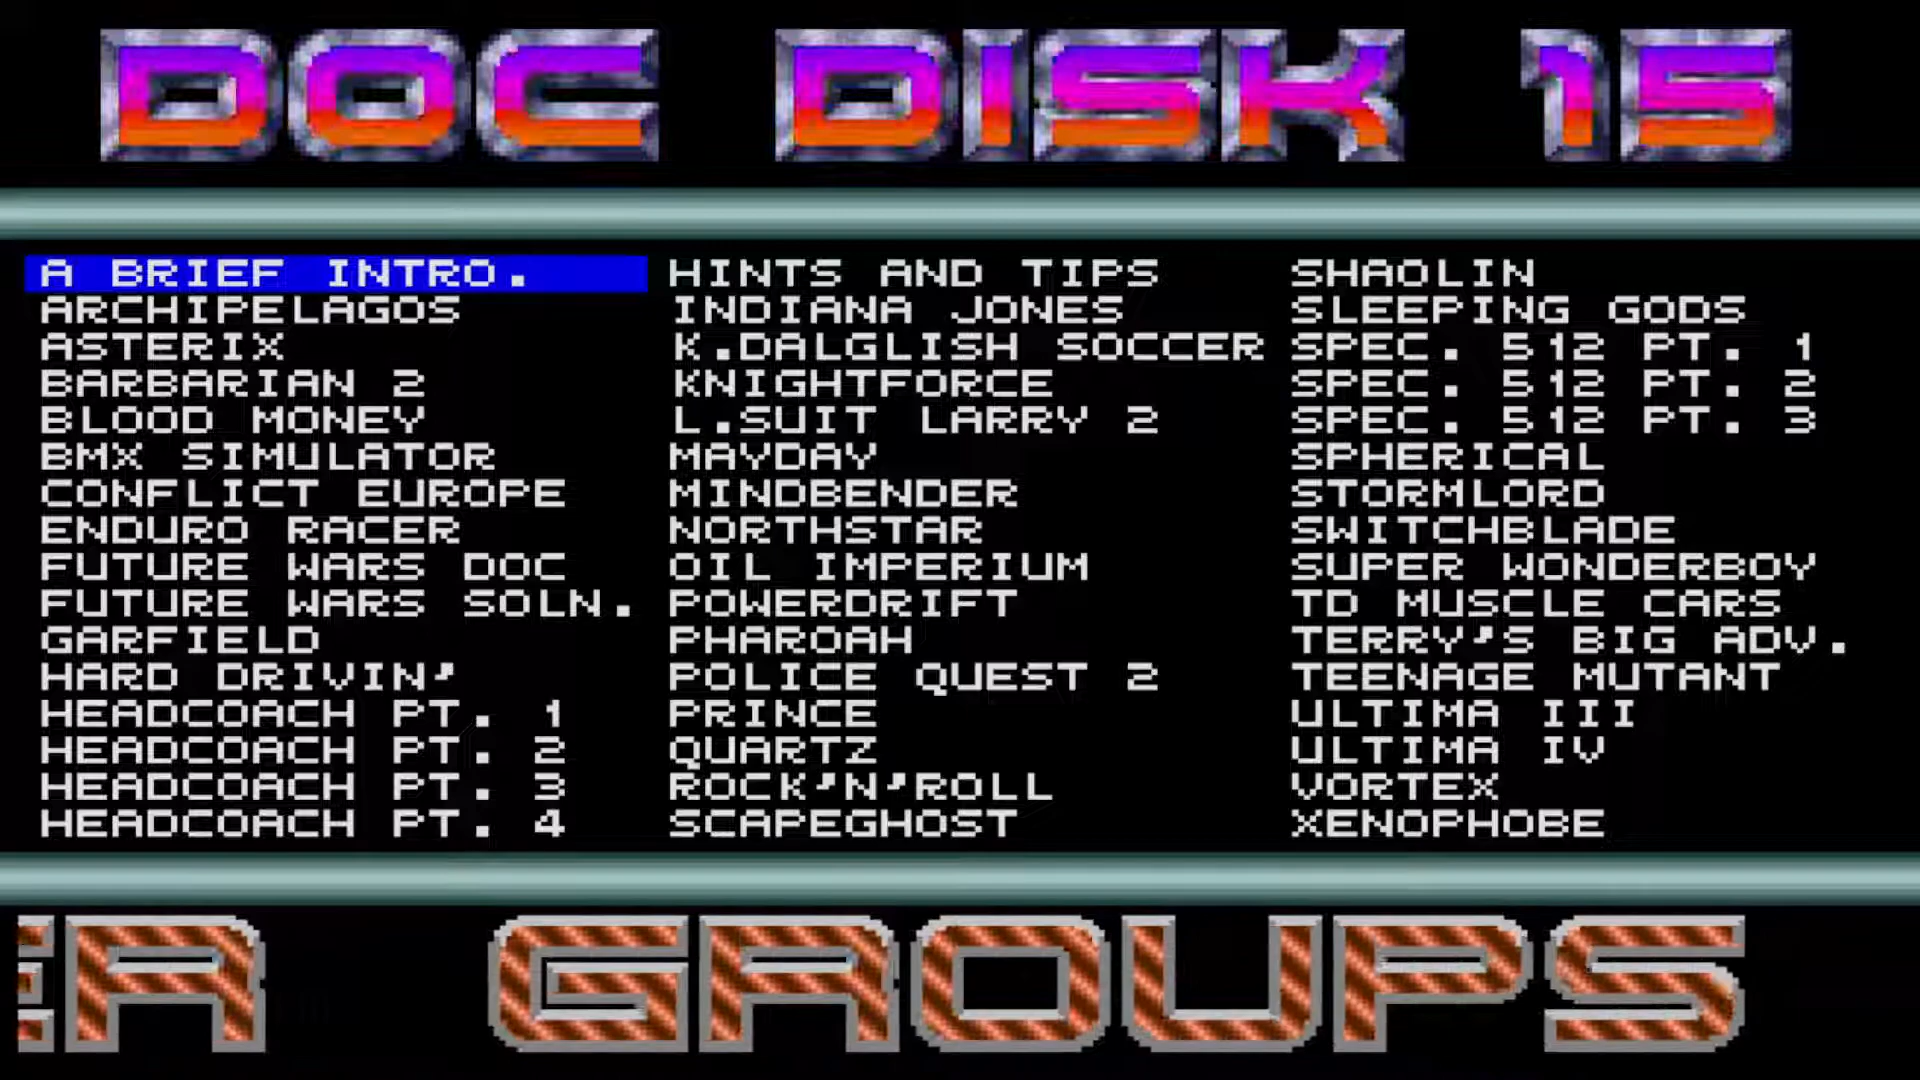 DOC DISK 15
A BRIEF INTRO.
ARCHIPELAGOS
ASTERIX
BARBARIAN 2
BLOOD MONEY
BMX SIMULATOR
CONFLICT EUROPE
ENDURO RACER
FUTURE WARS DOC
FUTURE WARS SOLN.
GARFIELD
HARD DRIVIN'
HEADCOACH PT. 1
HEADCOACH PT. 2
HEADCOACH PT. 3
HEADCOACH PT. 4
HINTS AND TIPS
INDIANA JONES
K.DALGLISH SOCCER
KNIGHTFORCE
L.SUIT LARRY 2
MAYDAY
MINDBENDER
NORTHSTAR
OIL IMPERIUM
POWERDRIFT
PHAROAH
POLICE QUEST 2
PRINCE
QUARTZ
ROCK'N'ROLL
SCAPEGHOST
SHAOLIN
SLEEPING GODS
SPEC. 512 PT. 1
SPEC. 512 PT. 2
SPEC. 512 PT. 3
SPHERICAL
STORMLORD
SWITCHBLADE
SUPER WONDERBOY
TD MUSCLE CARS
TERRY'S BIG ADV.
TEENAGE MUTANT
ULTIMA III
ULTIMA IV
VORTEX
XENOPHOBE
ER GROUPS